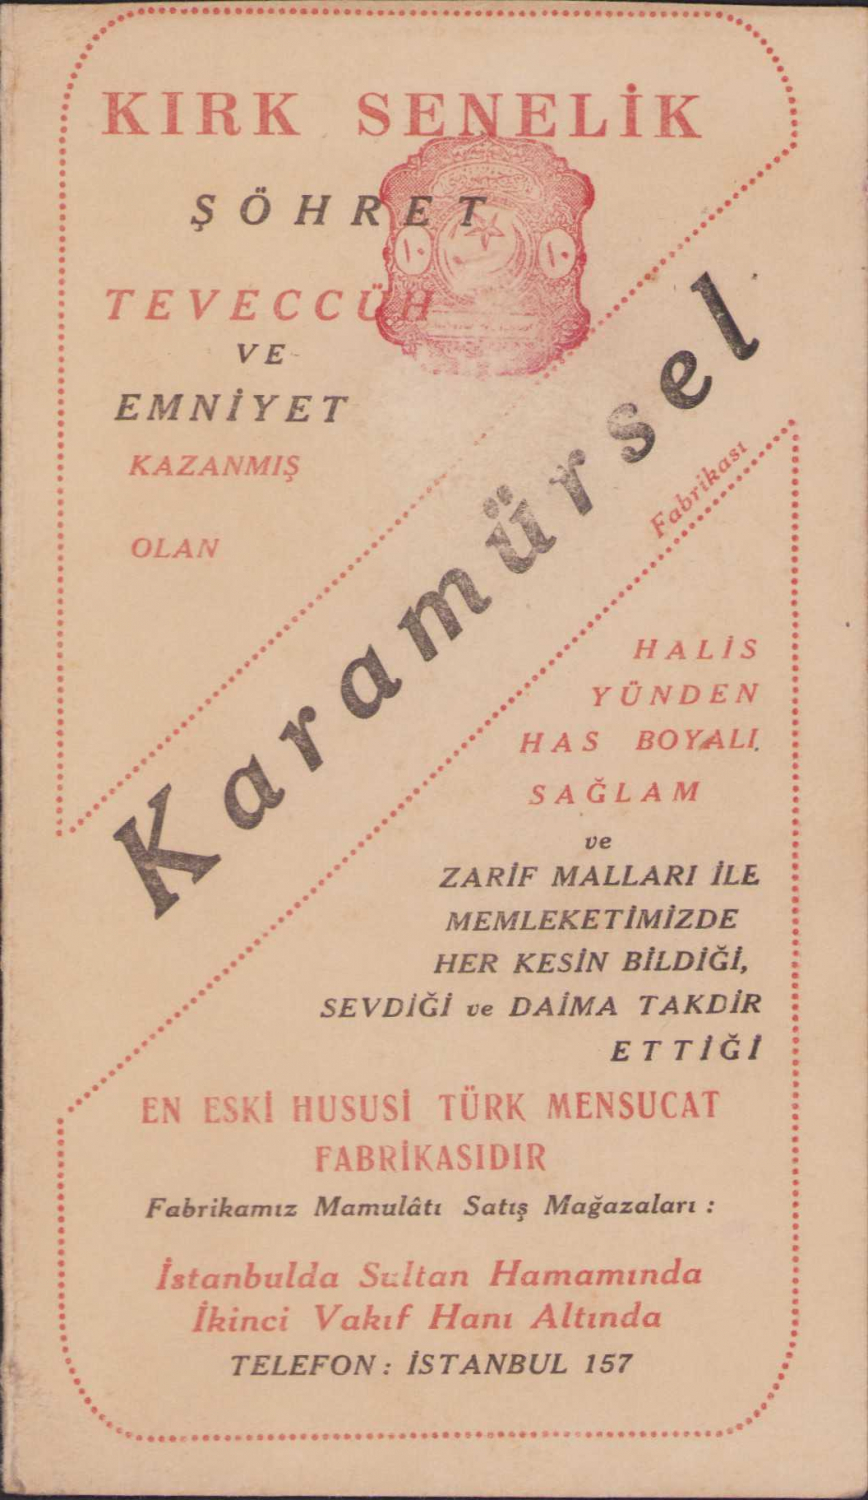 KIRK SENELİK
ŞÖHRET
TEVECCÜH
VE
EMNİYET
KAZANMIŞ
OLAN
Karamürsel
Fabrikası
HALİS
YÜNDEN
HAS BOYALI
SAĞLAM
ve
ZARİF MALLARI İLE
MEMLEKETİMİZDE
HER KESİN BİLDİĞİ,
SEVDİĞİ ve DAİMA TAKDİR
ETTİĞİ
EN ESKİ HUSUSİ TÜRK MENSUCAT
FABRİKASIDIR
Fabrikamız Mamulâtı Satış Mağazaları :
İstanbulda Sultan Hamamında
İkinci Vakıf Hanı Altında
TELEFON : İSTANBUL 157
١٠
١٠